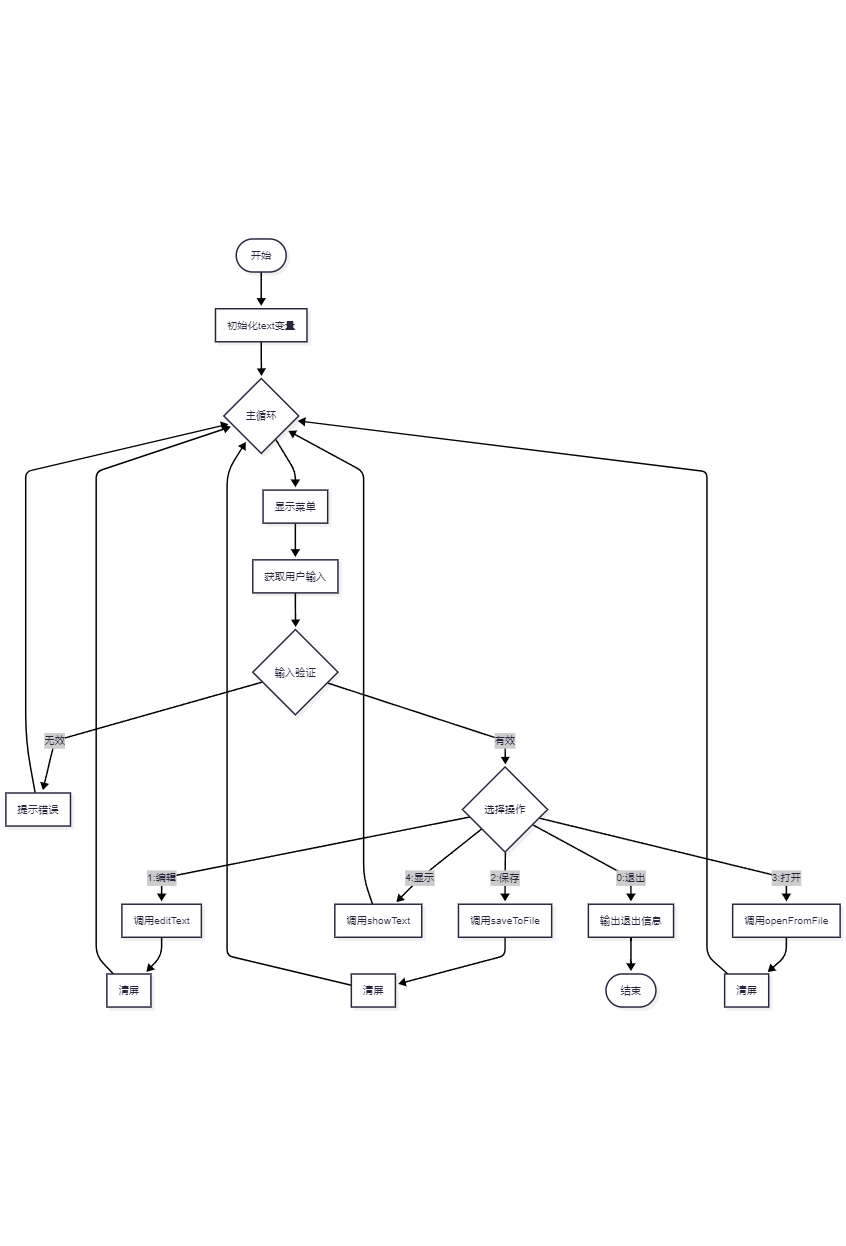 开始
初始化text变量
主循环
显示菜单
获取用户输入
输入验证
无效
有效
提示错误
选择操作
1:编辑
4:显示
2:保存
0:退出
3:打开
调用editText
调用showText
调用saveToFile
输出退出信息
调用openFromFile
清屏
清屏
结束
清屏